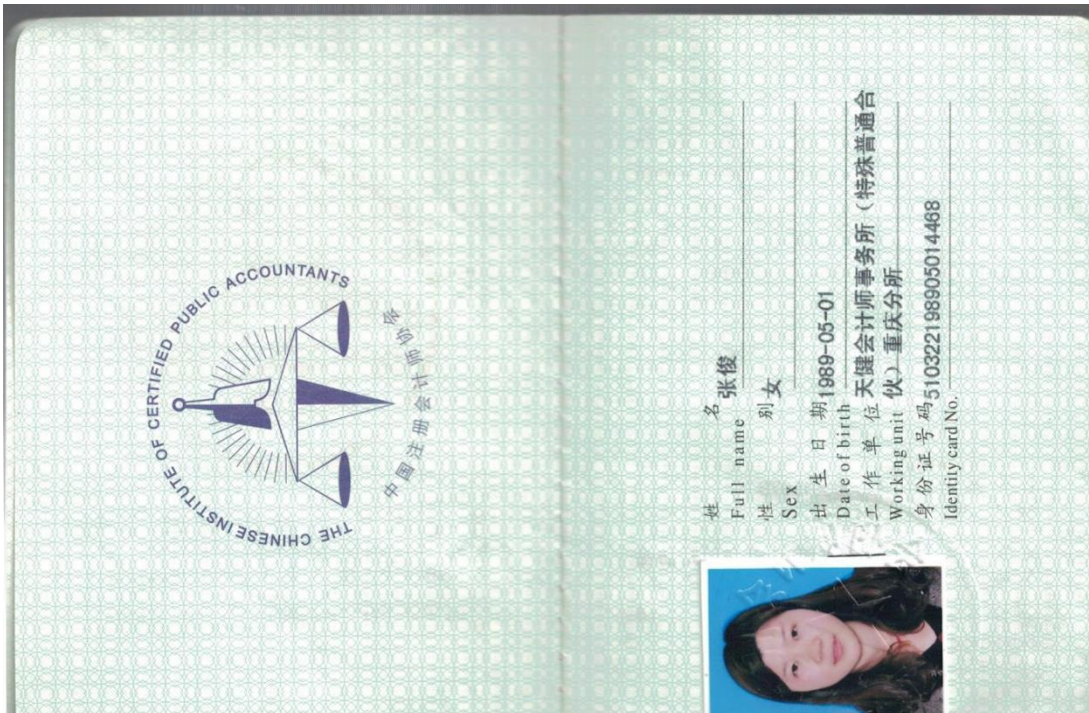 THE CHINESE INSTITUTE OF CERTIFIED PUBLIC ACCOUNTANTS
中国注册会计师协会
姓 名 张俊
Full name
性 别 女
Sex
出 生 日 期 1989-05-01
Date of birth
工 作 单 位 天健会计师事务所（特殊普通合
Working unit 伙）重庆分所
身份证号码 510322198905014468
Identity card No.